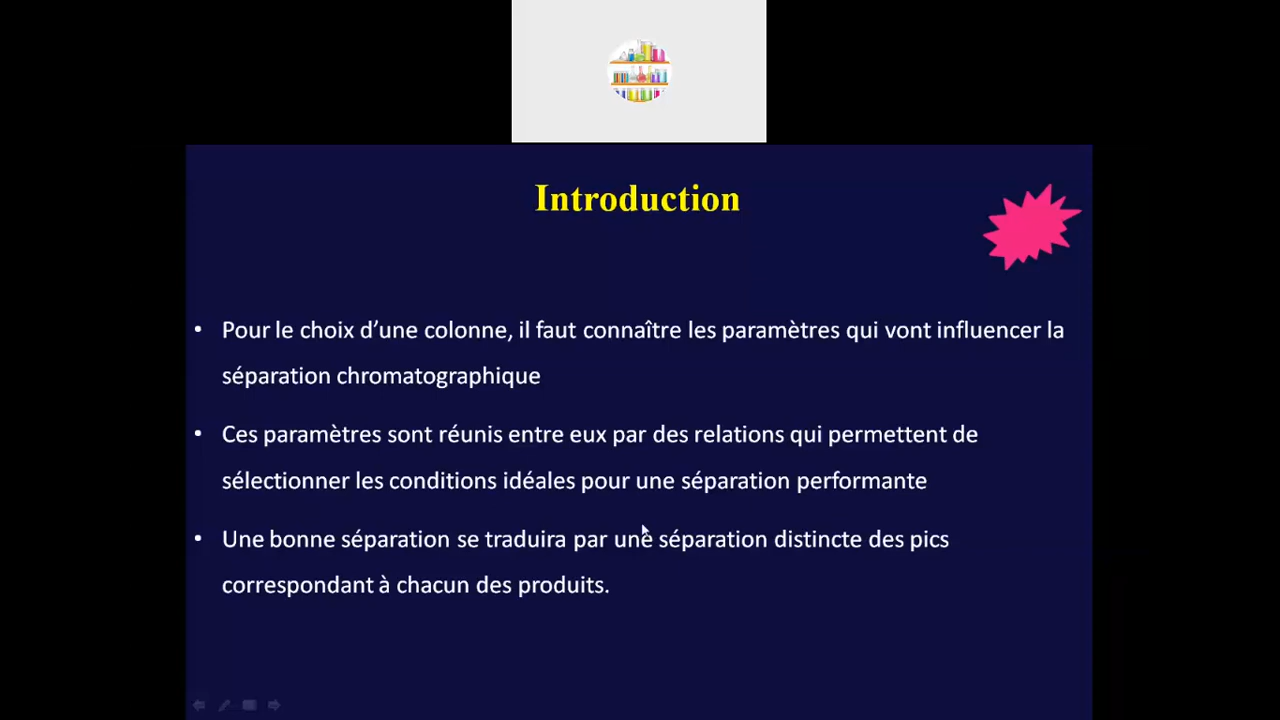 Introduction
• Pour le choix d’une colonne, il faut connaître les paramètres qui vont influencer la
séparation chromatographique
• Ces paramètres sont réunis entre eux par des relations qui permettent de
sélectionner les conditions idéales pour une séparation performante
• Une bonne séparation se traduira par une séparation distincte des pics
correspondant à chacun des produits.